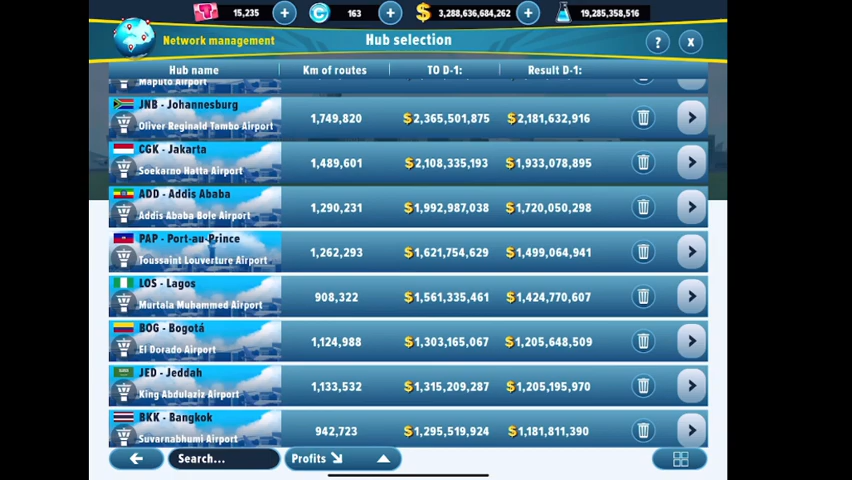 15,235 + 163 + $ 3,288,636,684,262 + 19,285,358,516
Network management Hub selection ? X
Hub name Km of routes TO D-1: Result D-1:
Maputo Airport
JNB - Johannesburg
Oliver Reginald Tambo Airport 1,749,820 $2,365,501,875 $2,181,632,916
CGK - Jakarta
Soekarno Hatta Airport 1,489,601 $2,108,335,193 $1,933,078,895
ADD - Addis Ababa
Addis Ababa Bole Airport 1,290,231 $1,992,987,038 $1,720,050,298
PAP - Port-au-Prince
Toussaint Louverture Airport 1,262,293 $1,621,754,629 $1,499,064,941
LOS - Lagos
Murtala Muhammed Airport 908,322 $1,561,335,461 $1,424,770,607
BOG - Bogotá
El Dorado Airport 1,124,988 $1,303,165,067 $1,205,648,509
JED - Jeddah
King Abdulaziz Airport 1,133,532 $1,315,209,287 $1,205,195,970
BKK - Bangkok
Suvarnabhumi Airport 942,723 $1,295,519,924 $1,181,811,390
Search... Profits